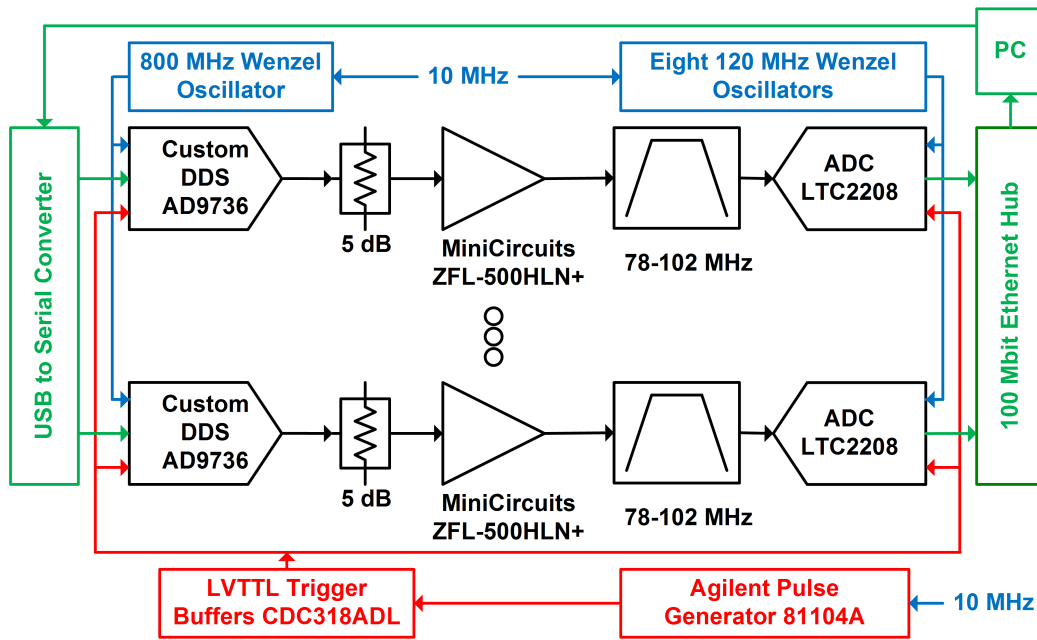 800 MHz Wenzel
Oscillator
10 MHz
Eight 120 MHz Wenzel
Oscillators
PC
USB to Serial Converter
Custom
DDS
AD9736
5 dB
MiniCircuits
ZFL-500HLN+
78-102 MHz
ADC
LTC2208
100 Mbit Ethernet Hub
Custom
DDS
AD9736
5 dB
MiniCircuits
ZFL-500HLN+
78-102 MHz
ADC
LTC2208
LVTTL Trigger
Buffers CDC318ADL
Agilent Pulse
Generator 81104A
10 MHz